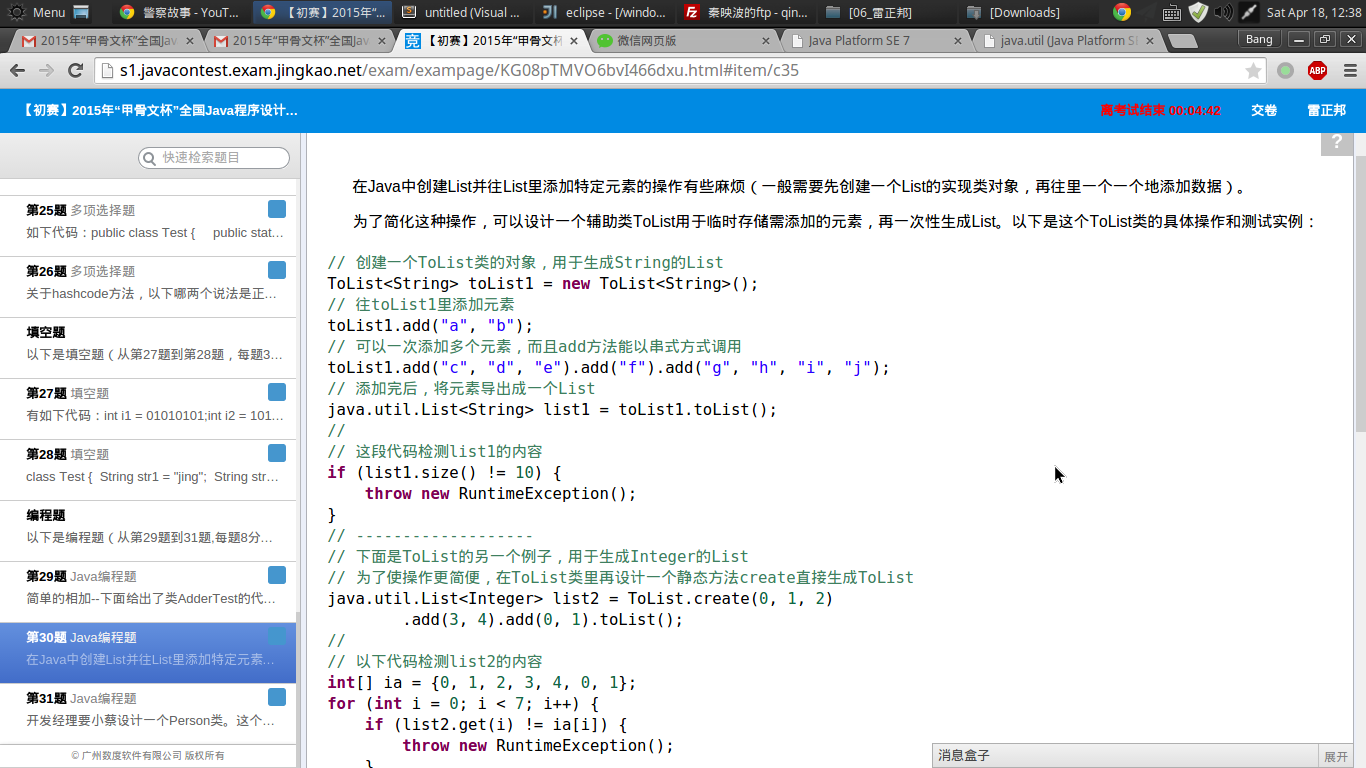 Menu
警察故事 - YouT...
【初赛】2015年“...
untitled (Visual ...
eclipse - [/windo...
秦映波的ftp - qin...
[06_雷正邦]
[Downloads]
Sat Apr 18, 12:38
2015年“甲骨文杯”全国Jav
2015年“甲骨文杯”全国Jav
【初赛】2015年“甲骨文杯
微信网页版
Java Platform SE 7
java.util (Java Platform SE
Bang
s1.javacontest.exam.jingkao.net/exam/exampage/KG08pTMVO6bvI466dxu.html#item/c35
ABP
【初赛】2015年“甲骨文杯”全国Java程序设计...
离考试结束 00:04:42
交卷
雷正邦
快速检索题目
?
第25题 多项选择题
如下代码：public class Test { public stat...
第26题 多项选择题
关于hashcode方法，以下哪两个说法是正...
填空题
以下是填空题（从第27题到第28题，每题3...
第27题 填空题
有如下代码：int i1 = 01010101;int i2 = 101...
第28题 填空题
class Test { String str1 = "jing"; String str...
编程题
以下是编程题（从第29题到31题,每题8分...
第29题 Java编程题
简单的相加--下面给出了类AdderTest的代...
第30题 Java编程题
在Java中创建List并往List里添加特定元素...
第31题 Java编程题
开发经理要小蔡设计一个Person类。这个...
© 广州数度软件有限公司 版权所有
在Java中创建List并往List里添加特定元素的操作有些麻烦（一般需要先创建一个List的实现类对象，再往里一个一个地添加数据）。
为了简化这种操作，可以设计一个辅助类ToList用于临时存储需添加的元素，再一次性生成List。以下是这个ToList类的具体操作和测试实例：
// 创建一个ToList类的对象，用于生成String的List
ToList<String> toList1 = new ToList<String>();
// 往toList1里添加元素
toList1.add("a", "b");
// 可以一次添加多个元素，而且add方法能以串式方式调用
toList1.add("c", "d", "e").add("f").add("g", "h", "i", "j");
// 添加完后，将元素导出成一个List
java.util.List<String> list1 = toList1.toList();
//
// 这段代码检测list1的内容
if (list1.size() != 10) {
throw new RuntimeException();
}
// -------------------
// 下面是ToList的另一个例子，用于生成Integer的List
// 为了使操作更简便，在ToList类里再设计一个静态方法create直接生成ToList
java.util.List<Integer> list2 = ToList.create(0, 1, 2)
.add(3, 4).add(0, 1).toList();
//
// 以下代码检测list2的内容
int[] ia = {0, 1, 2, 3, 4, 0, 1};
for (int i = 0; i < 7; i++) {
if (list2.get(i) != ia[i]) {
throw new RuntimeException();
}
消息盒子
展开